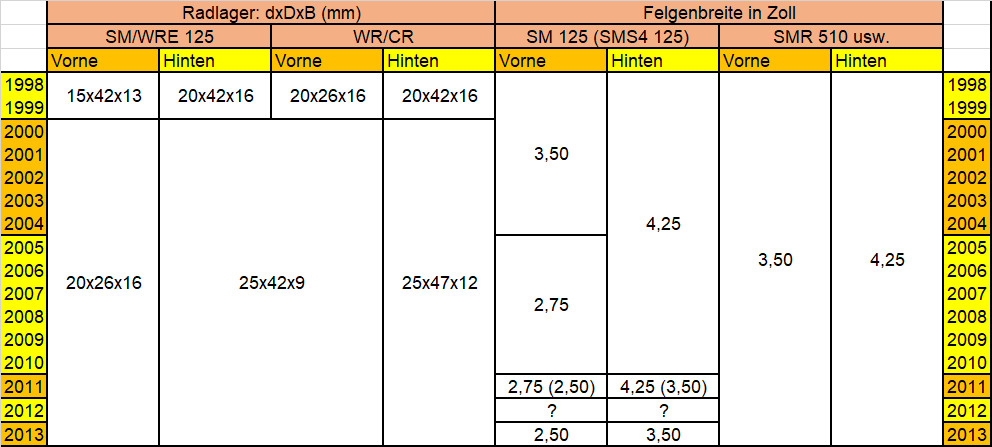 Radlager: dxDxB (mm) Felgenbreite in Zoll
SM/WRE 125 WR/CR SM 125 (SMS4 125) SMR 510 usw.
Vorne Hinten Vorne Hinten Vorne Hinten Vorne Hinten
1998 1998
15x42x13 20x42x16 20x26x16 20x42x16
1999 1999
2000 2000
2001 3,50 2001
2002 2002
2003 2003
2004 4,25 2004
2005 2005
2006 3,50 4,25 2006
2007 20x26x16 25x42x9 25x47x12 2007
2008 2,75 2008
2009 2009
2010 2010
2011 2,75 (2,50) 4,25 (3,50) 2011
2012 ? ? 2012
2013 2,50 3,50 2013